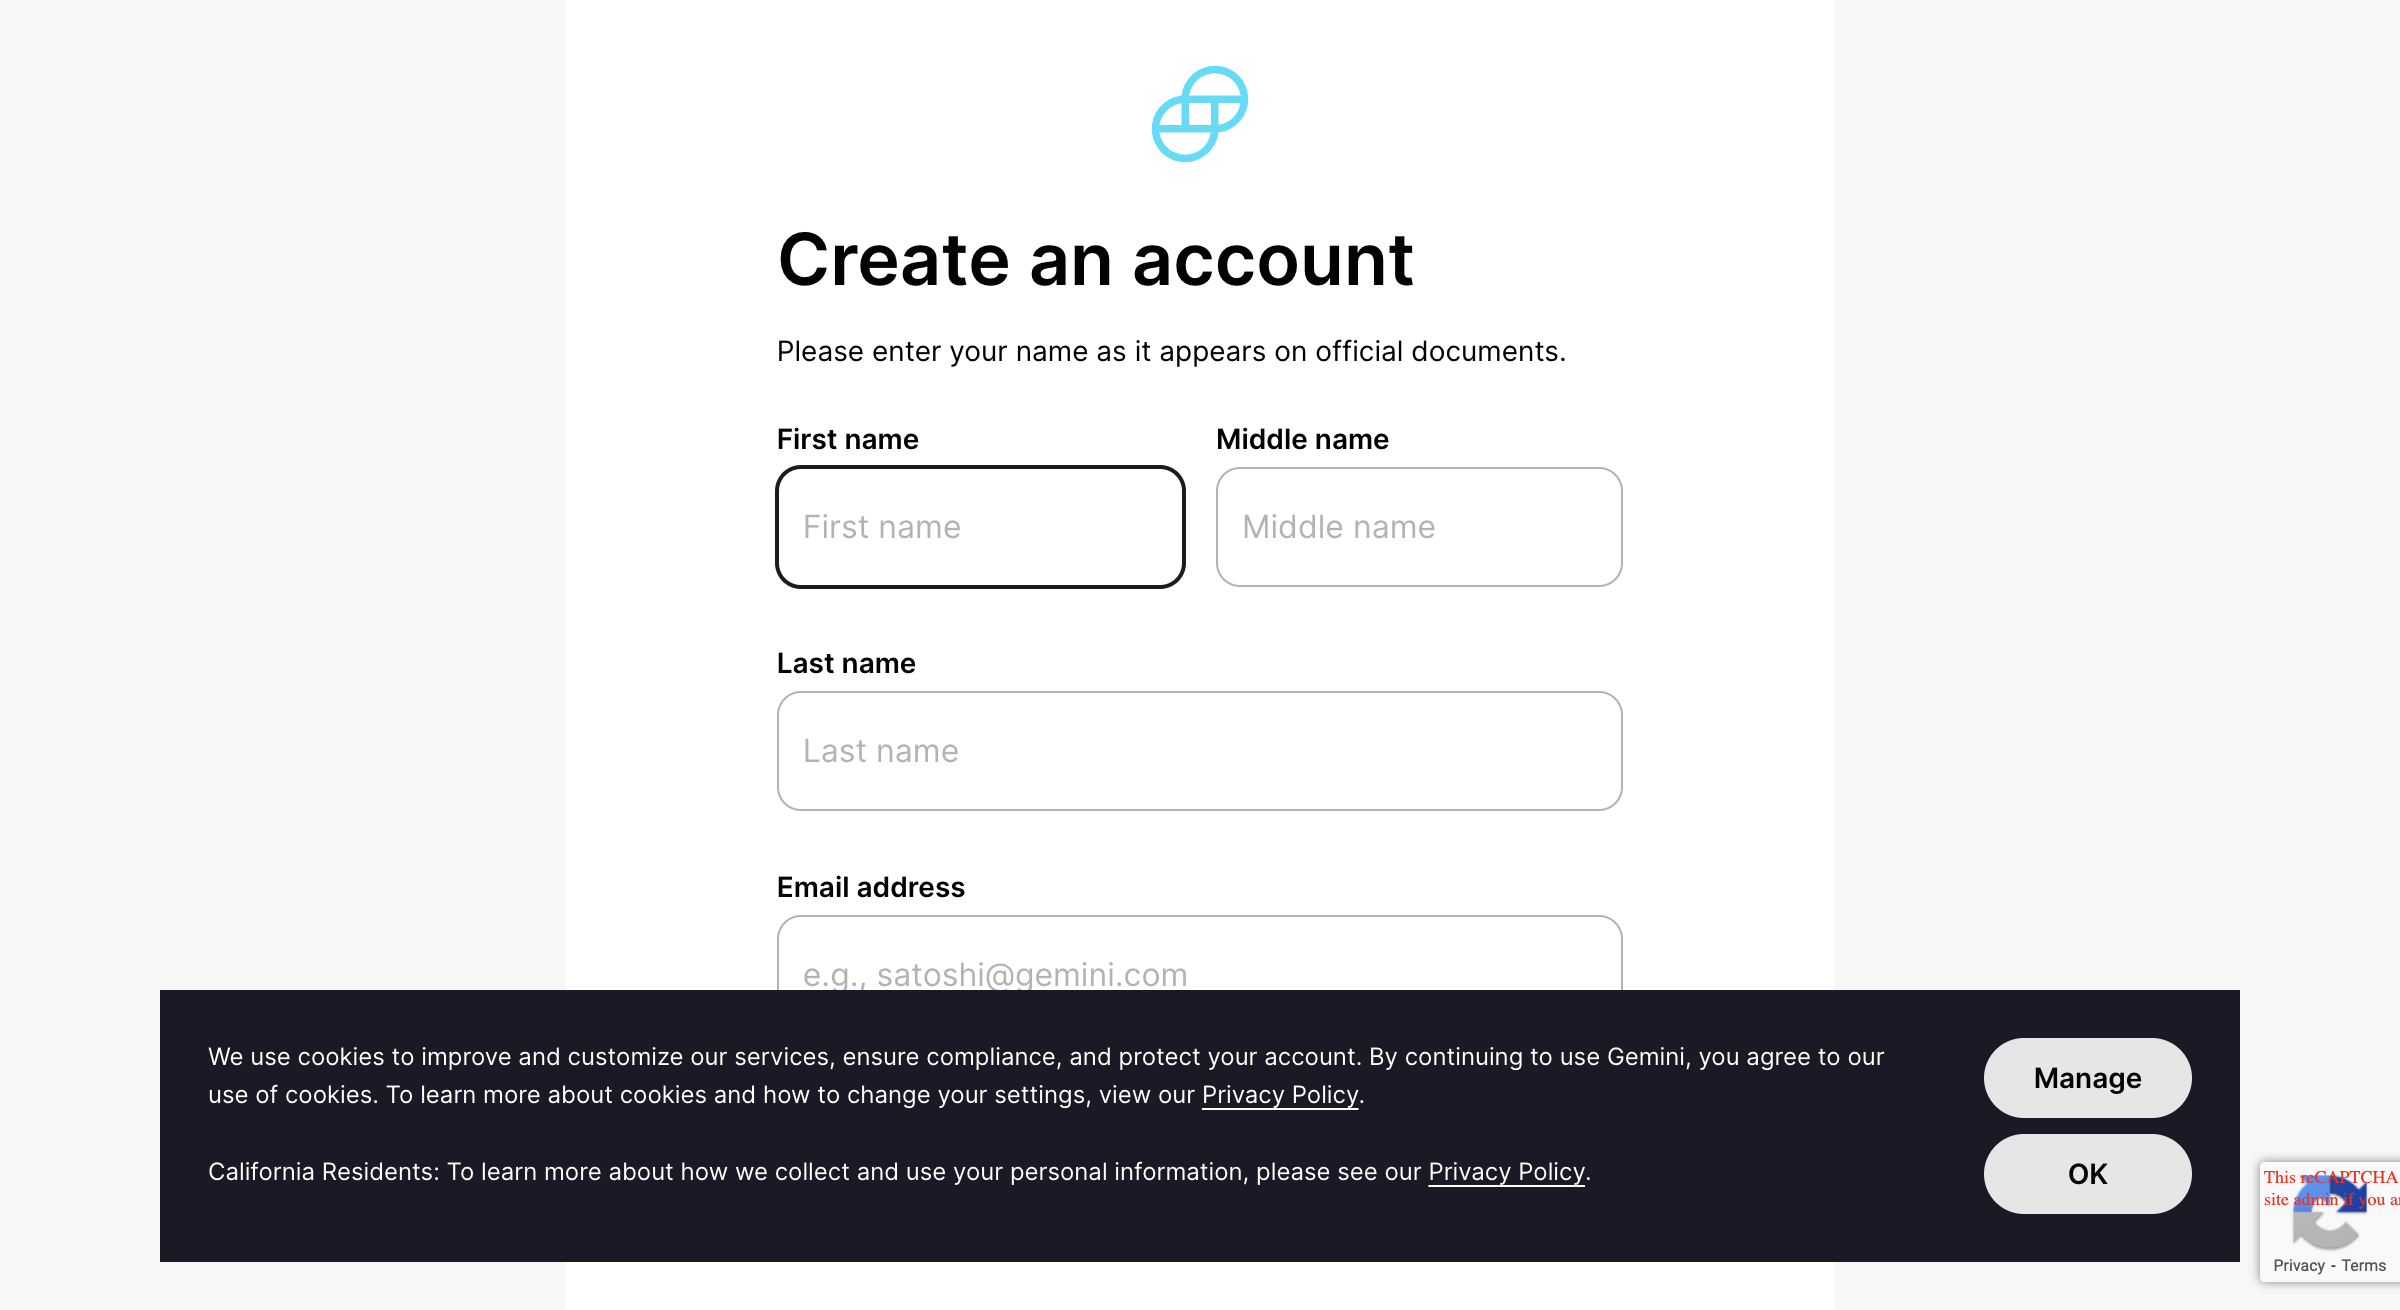 Create an account
Please enter your name as it appears on official documents.
First name
Middle name
First name
Middle name
Last name
Last name
Email address
e.g., satoshi@gemini.com
We use cookies to improve and customize our services, ensure compliance, and protect your account. By continuing to use Gemini, you agree to our
use of cookies. To learn more about cookies and how to change your settings, view our Privacy Policy.
California Residents: To learn more about how we collect and use your personal information, please see our Privacy Policy.
Manage
OK
This reCAPTCHA
site admin if you
Privacy - Terms